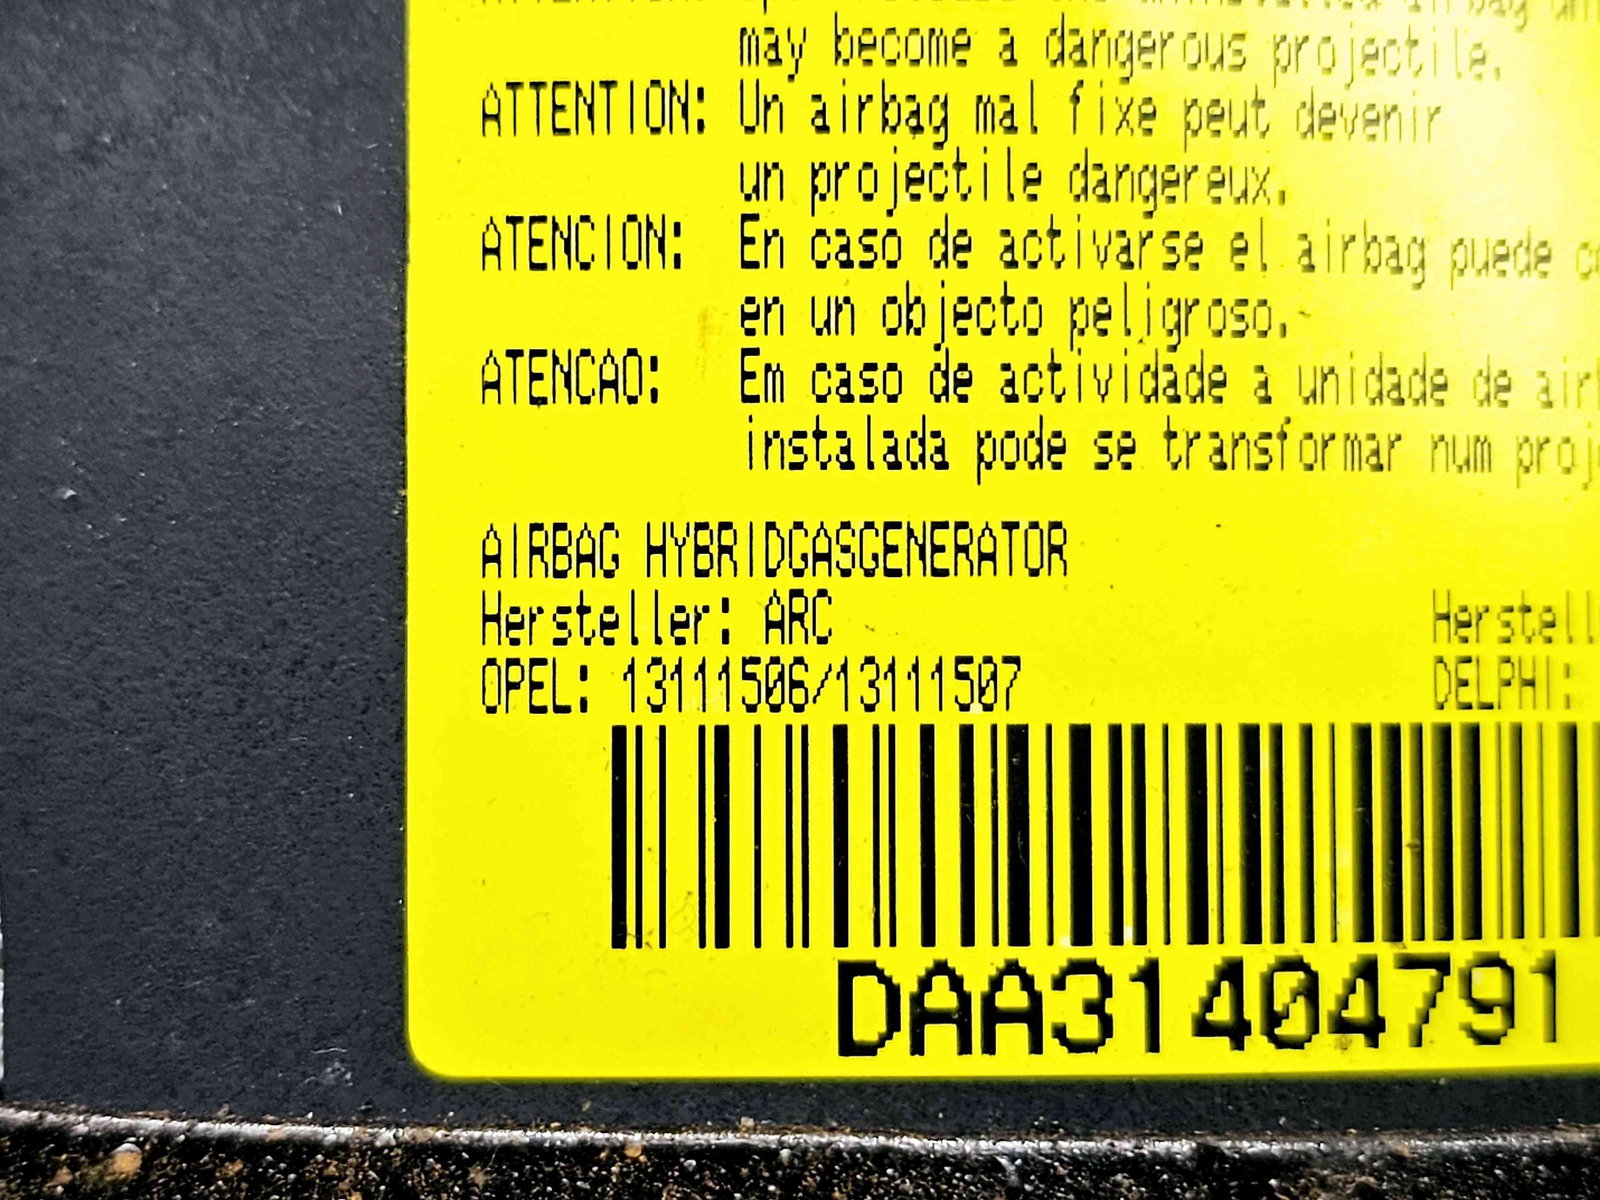 may become a dangerous projectile.
ATTENTION: Un airbag mal fixe peut devenir
un projectile dangereux.
ATENCION: En caso de activarse el airbag puede
en un objecto peligroso.
ATENCAO: Em caso de actividade a unidade de
instalada pode se transformar num
AIRBAG HYBRIDGASGENERATOR
Hersteller: ARC
OPEL: 13111506/13111507 DELPHI:
DAA31404791